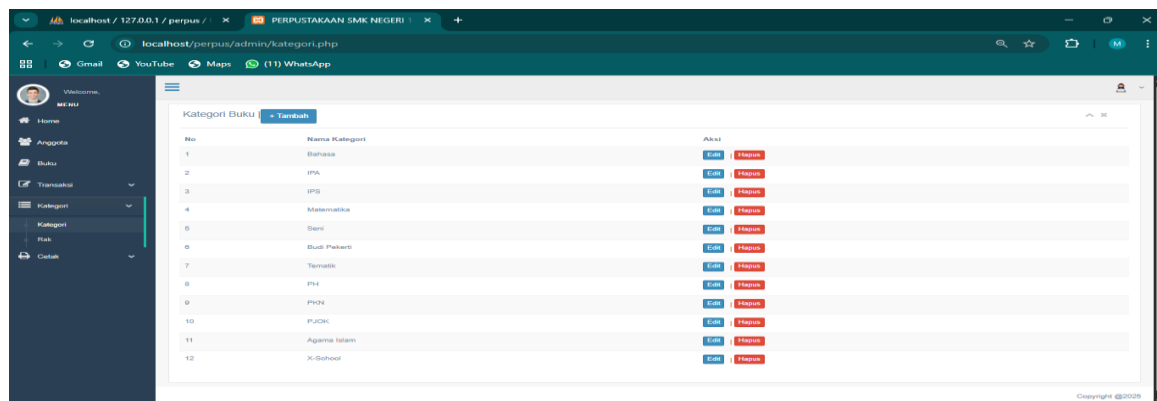 localhost / 127.0.0.1 / perpus /
PERPUSTAKAAN SMK NEGERI 1
localhost/perpus/admin/kategori.php
M
Gmail
YouTube
Maps
(11) WhatsApp
Welcome,
MENU
Home
Anggota
Buku
Transaksi
Kategori
Kategori
Rak
Cetak
Kategori Buku | + Tambah
No Nama Kategori Aksi
1 Bahasa Edit | Hapus
2 IPA Edit | Hapus
3 IPS Edit | Hapus
4 Matematika Edit | Hapus
5 Seni Edit | Hapus
6 Budi Pekerti Edit | Hapus
7 Tematik Edit | Hapus
8 PH Edit | Hapus
9 PKN Edit | Hapus
10 PJOK Edit | Hapus
11 Agama Islam Edit | Hapus
12 X-School Edit | Hapus
Copyright @2025